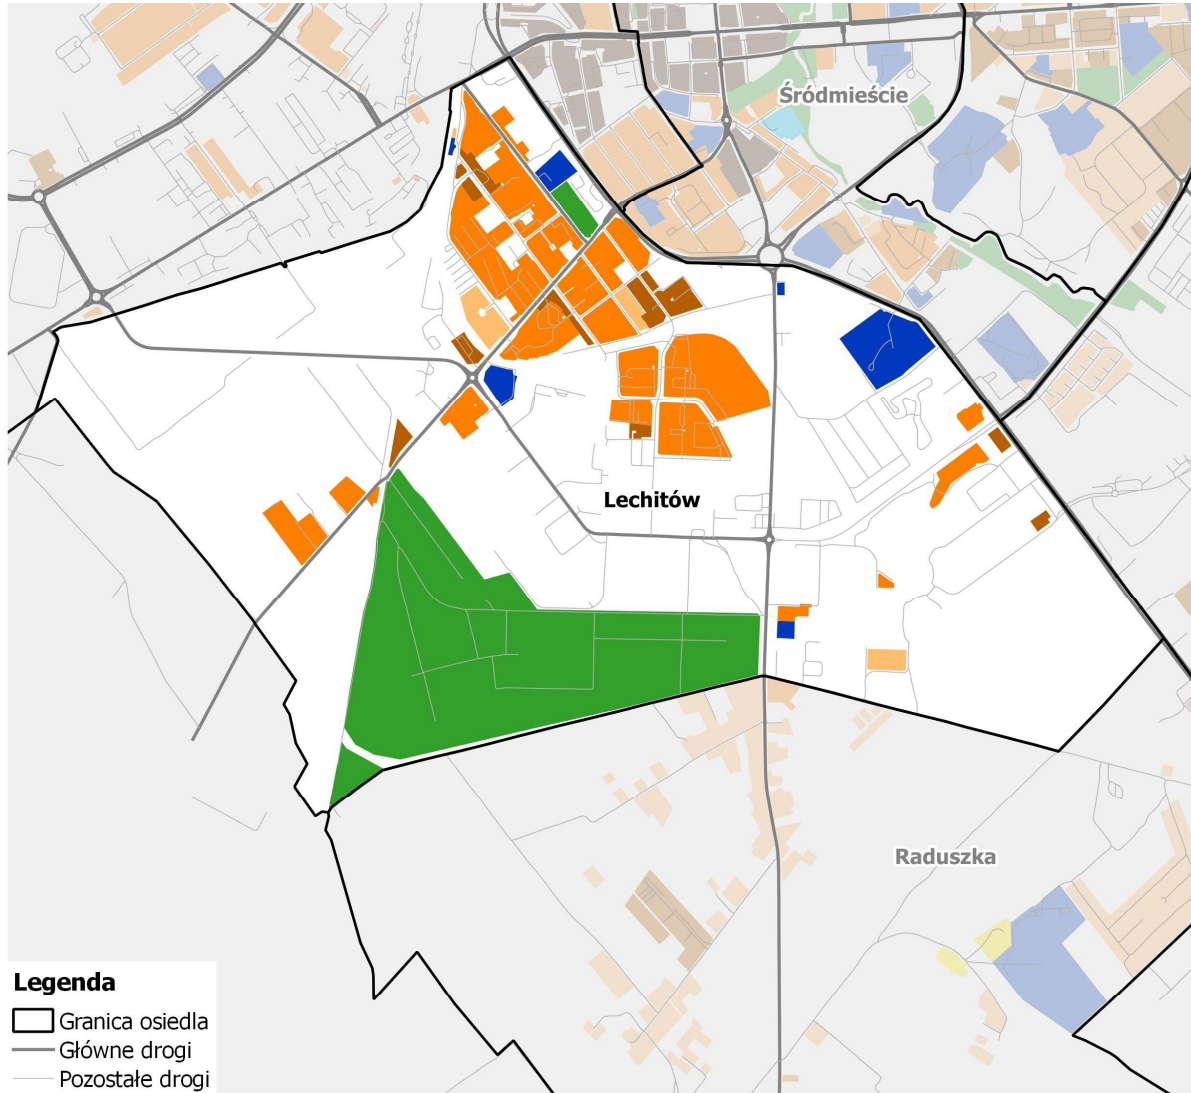 Śródmieście
Lechitów
Raduszka
Legenda
Granica osiedla
Główne drogi
Pozostałe drogi